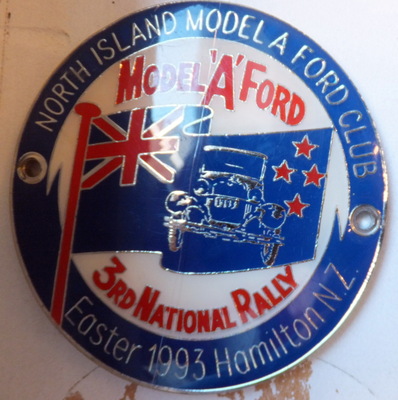 NORTH ISLAND MODEL A FORD CLUB
MODEL 'A' FORD
3RD NATIONAL RALLY
Easter 1993 Hamilton N.Z.